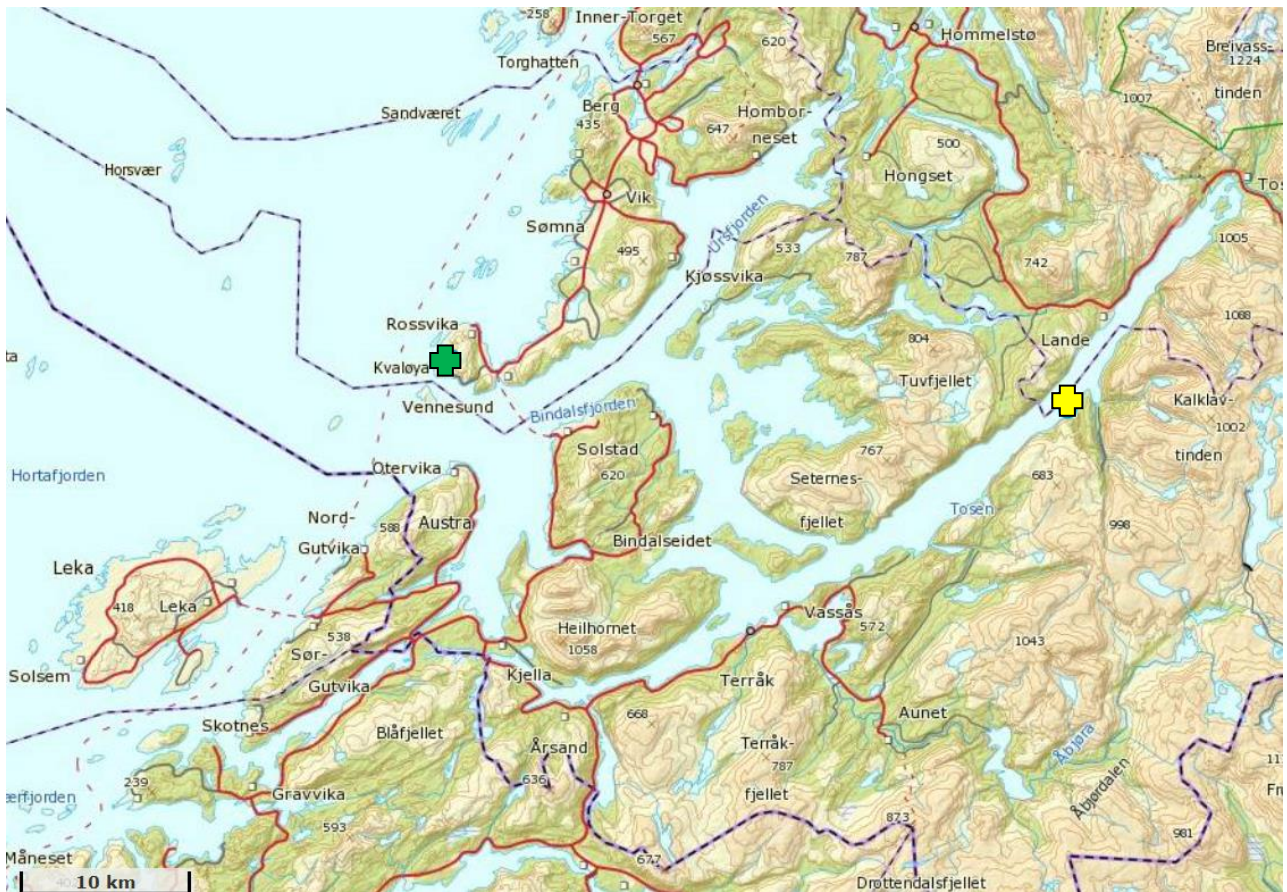 258
Inner-Torget
567
620
Hommelstø
Breivass-
1224
tinden
Torghatten
Sandværet
Berg
435
647
Hombor-
neset
1007
Horsvær
500
Hongset
Vik
Sømna
495
Ursfjorden
533
787
742
1005
Kjøssvika
1088
Rossvika
Kvaløya
Lande
804
Tuvfjellet
Vennesund
Bindalsfjorden
Kalklav-
1002
tinden
Solstad
620
767
Hortafjorden
Otervika
683
Seternes-
fjellet
Tosen
Nord-
Gutvika
588
Austra
998
Bindalseidet
Leka
418
Leka
Vassås
572
Heilhornet
1058
538
1043
Solsem
Sør-
Gutvika
Kjella
Terråk
Skotnes
668
Aunet
Blåfjellet
Årsand
Terråk-
787
fjellet
Åbjøra
Åbjørdalen
239
636
Gravvika
593
873
981
Måneset
677
10 km
Drottendalsfjellet